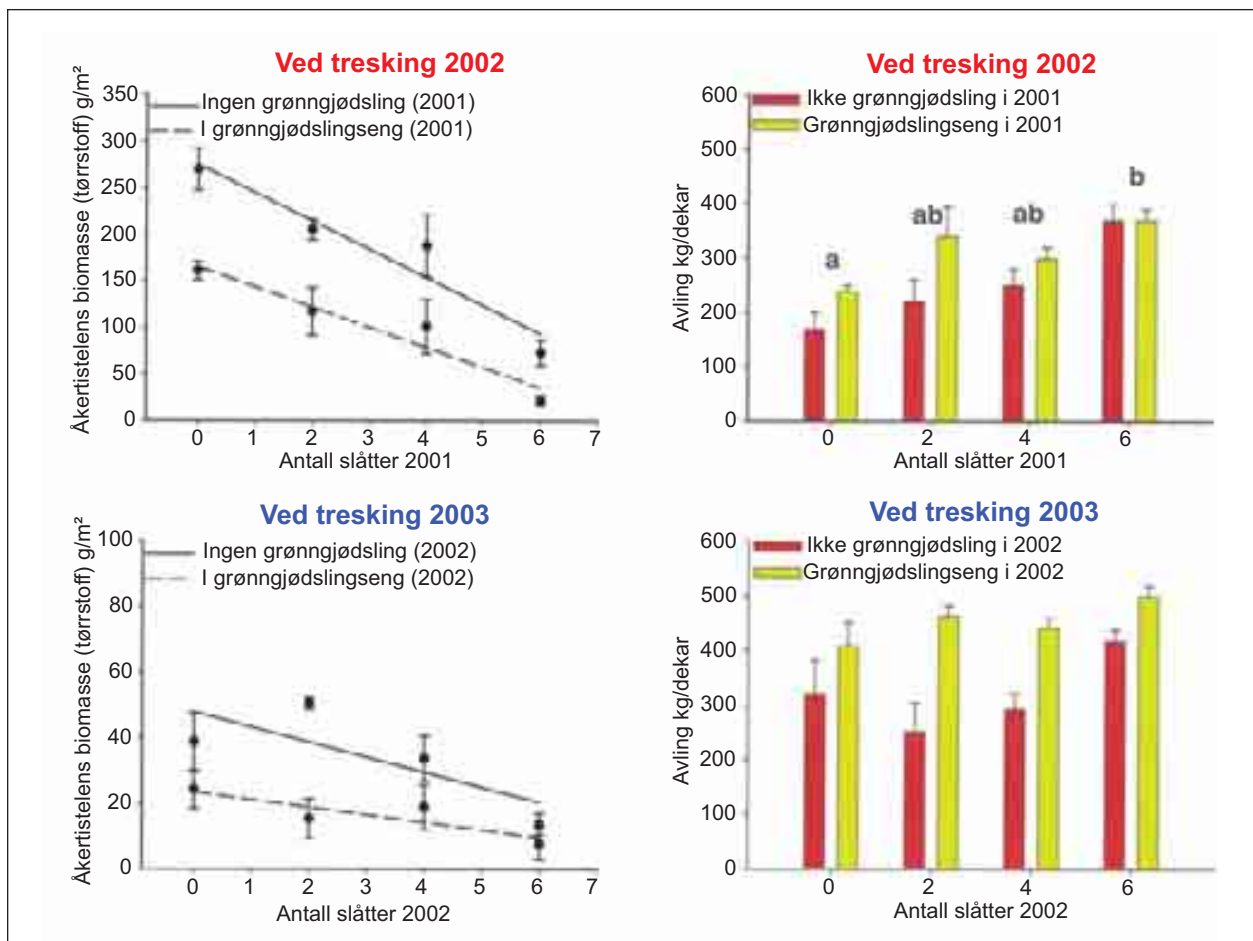 Ved tresking 2002
Ingen grønngjødsling (2001)
I grønngjødslingseng (2001)
Åkertistelens biomasse (tørrstoff) g/m²
350
300
250
200
150
100
50
0
0 1 2 3 4 5 6 7
Antall slåtter 2001
Ved tresking 2002
Ikke grønngjødsling i 2001
Grønngjødslingseng i 2001
Avling kg/dekar
600
500
400
300
200
100
0
a ab ab b
0 2 4 6
Antall slåtter 2001
Ved tresking 2003
Ingen grønngjødsling (2002)
I grønngjødslingseng (2002)
Åkertistelens biomasse (tørrstoff) g/m²
100
80
60
40
20
0
0 1 2 3 4 5 6 7
Antall slåtter 2002
Ved tresking 2003
Ikke grønngjødsling i 2002
Grønngjødslingseng i 2002
Avling kg/dekar
600
500
400
300
200
100
0
0 2 4 6
Antall slåtter 2002